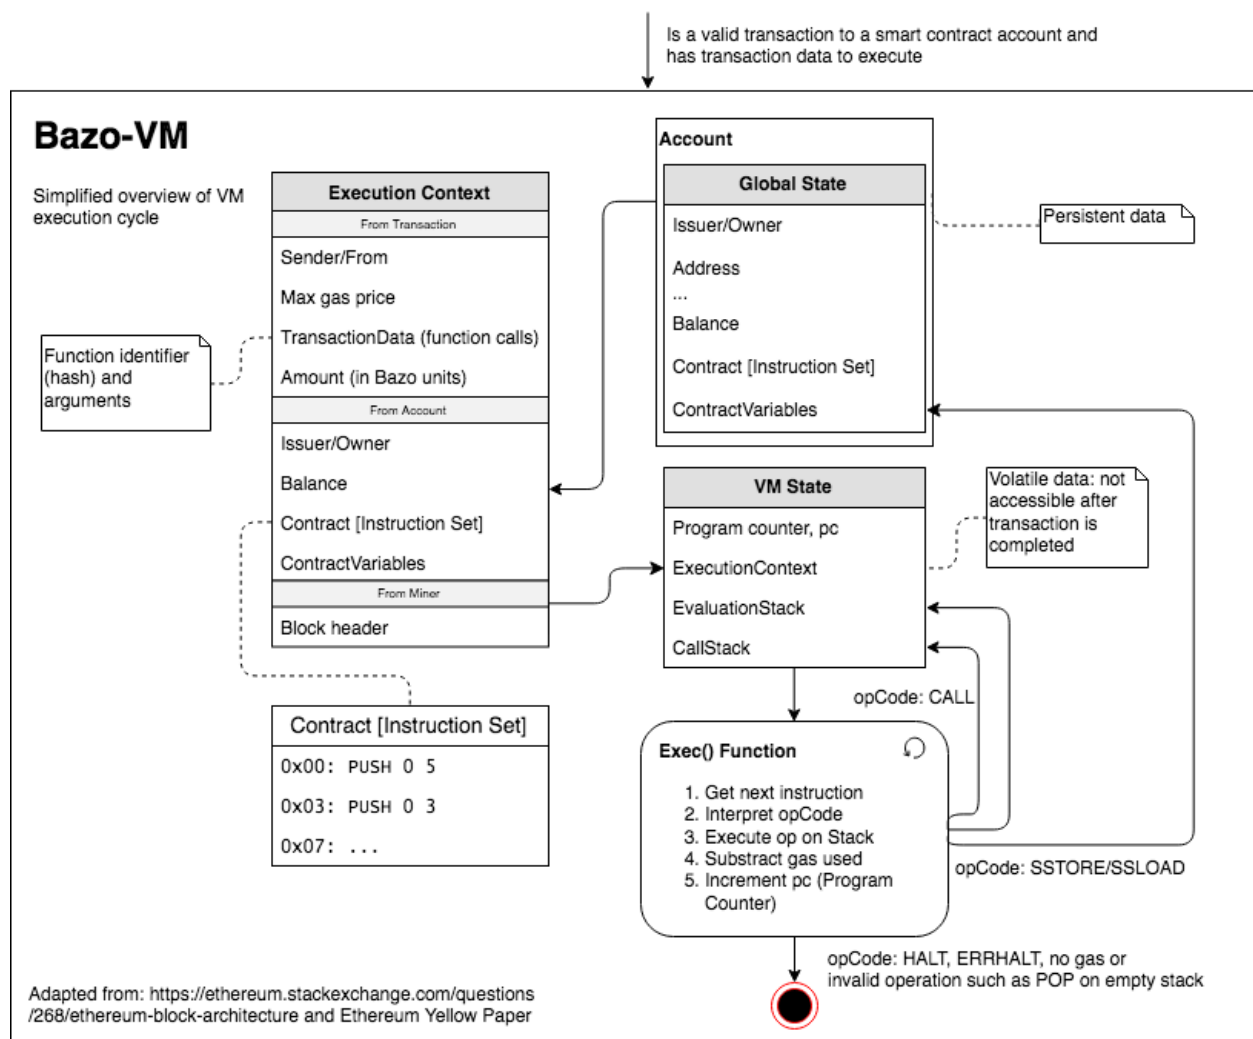 Is a valid transaction to a smart contract account and
has transaction data to execute
Bazo-VM
Simplified overview of VM
execution cycle
Execution Context
From Transaction
Sender/From
Max gas price
TransactionData (function calls)
Amount (in Bazo units)
From Account
Issuer/Owner
Balance
Contract [Instruction Set]
ContractVariables
From Miner
Block header
Function identifier
(hash) and
arguments
Contract [Instruction Set]
0x00: PUSH 0 5
0x03: PUSH 0 3
0x07: ...
Account
Global State
Issuer/Owner
Address
...
Balance
Contract [Instruction Set]
ContractVariables
Persistent data
VM State
Program counter, pc
ExecutionContext
EvaluationStack
CallStack
Volatile data: not
accessible after
transaction is
completed
opCode: CALL
Exec() Function
1. Get next instruction
2. Interpret opCode
3. Execute op on Stack
4. Substract gas used
5. Increment pc (Program
Counter)
opCode: SSTORE/SSLOAD
opCode: HALT, ERRHALT, no gas or
invalid operation such as POP on empty stack
Adapted from: https://ethereum.stackexchange.com/questions
/268/ethereum-block-architecture and Ethereum Yellow Paper